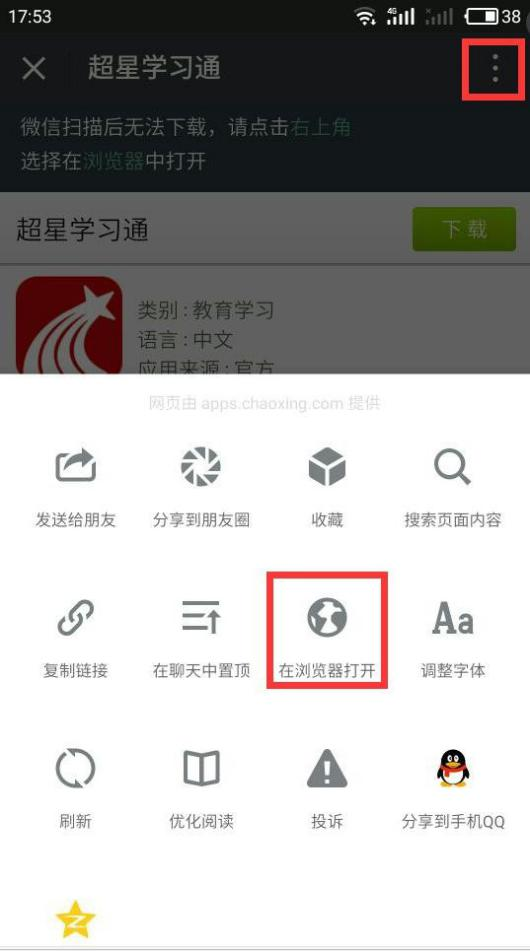 17:53
4G
38
超星学习通
微信扫描后无法下载，请点击右上角
选择在浏览器中打开
超星学习通
下载
类别：教育学习
语言：中文
应用来源：官方
网页由 apps.chaoxing.com 提供
发送给朋友
分享到朋友圈
收藏
搜索页面内容
复制链接
在聊天中置顶
在浏览器打开
Aa
调整字体
刷新
优化阅读
投诉
分享到手机QQ